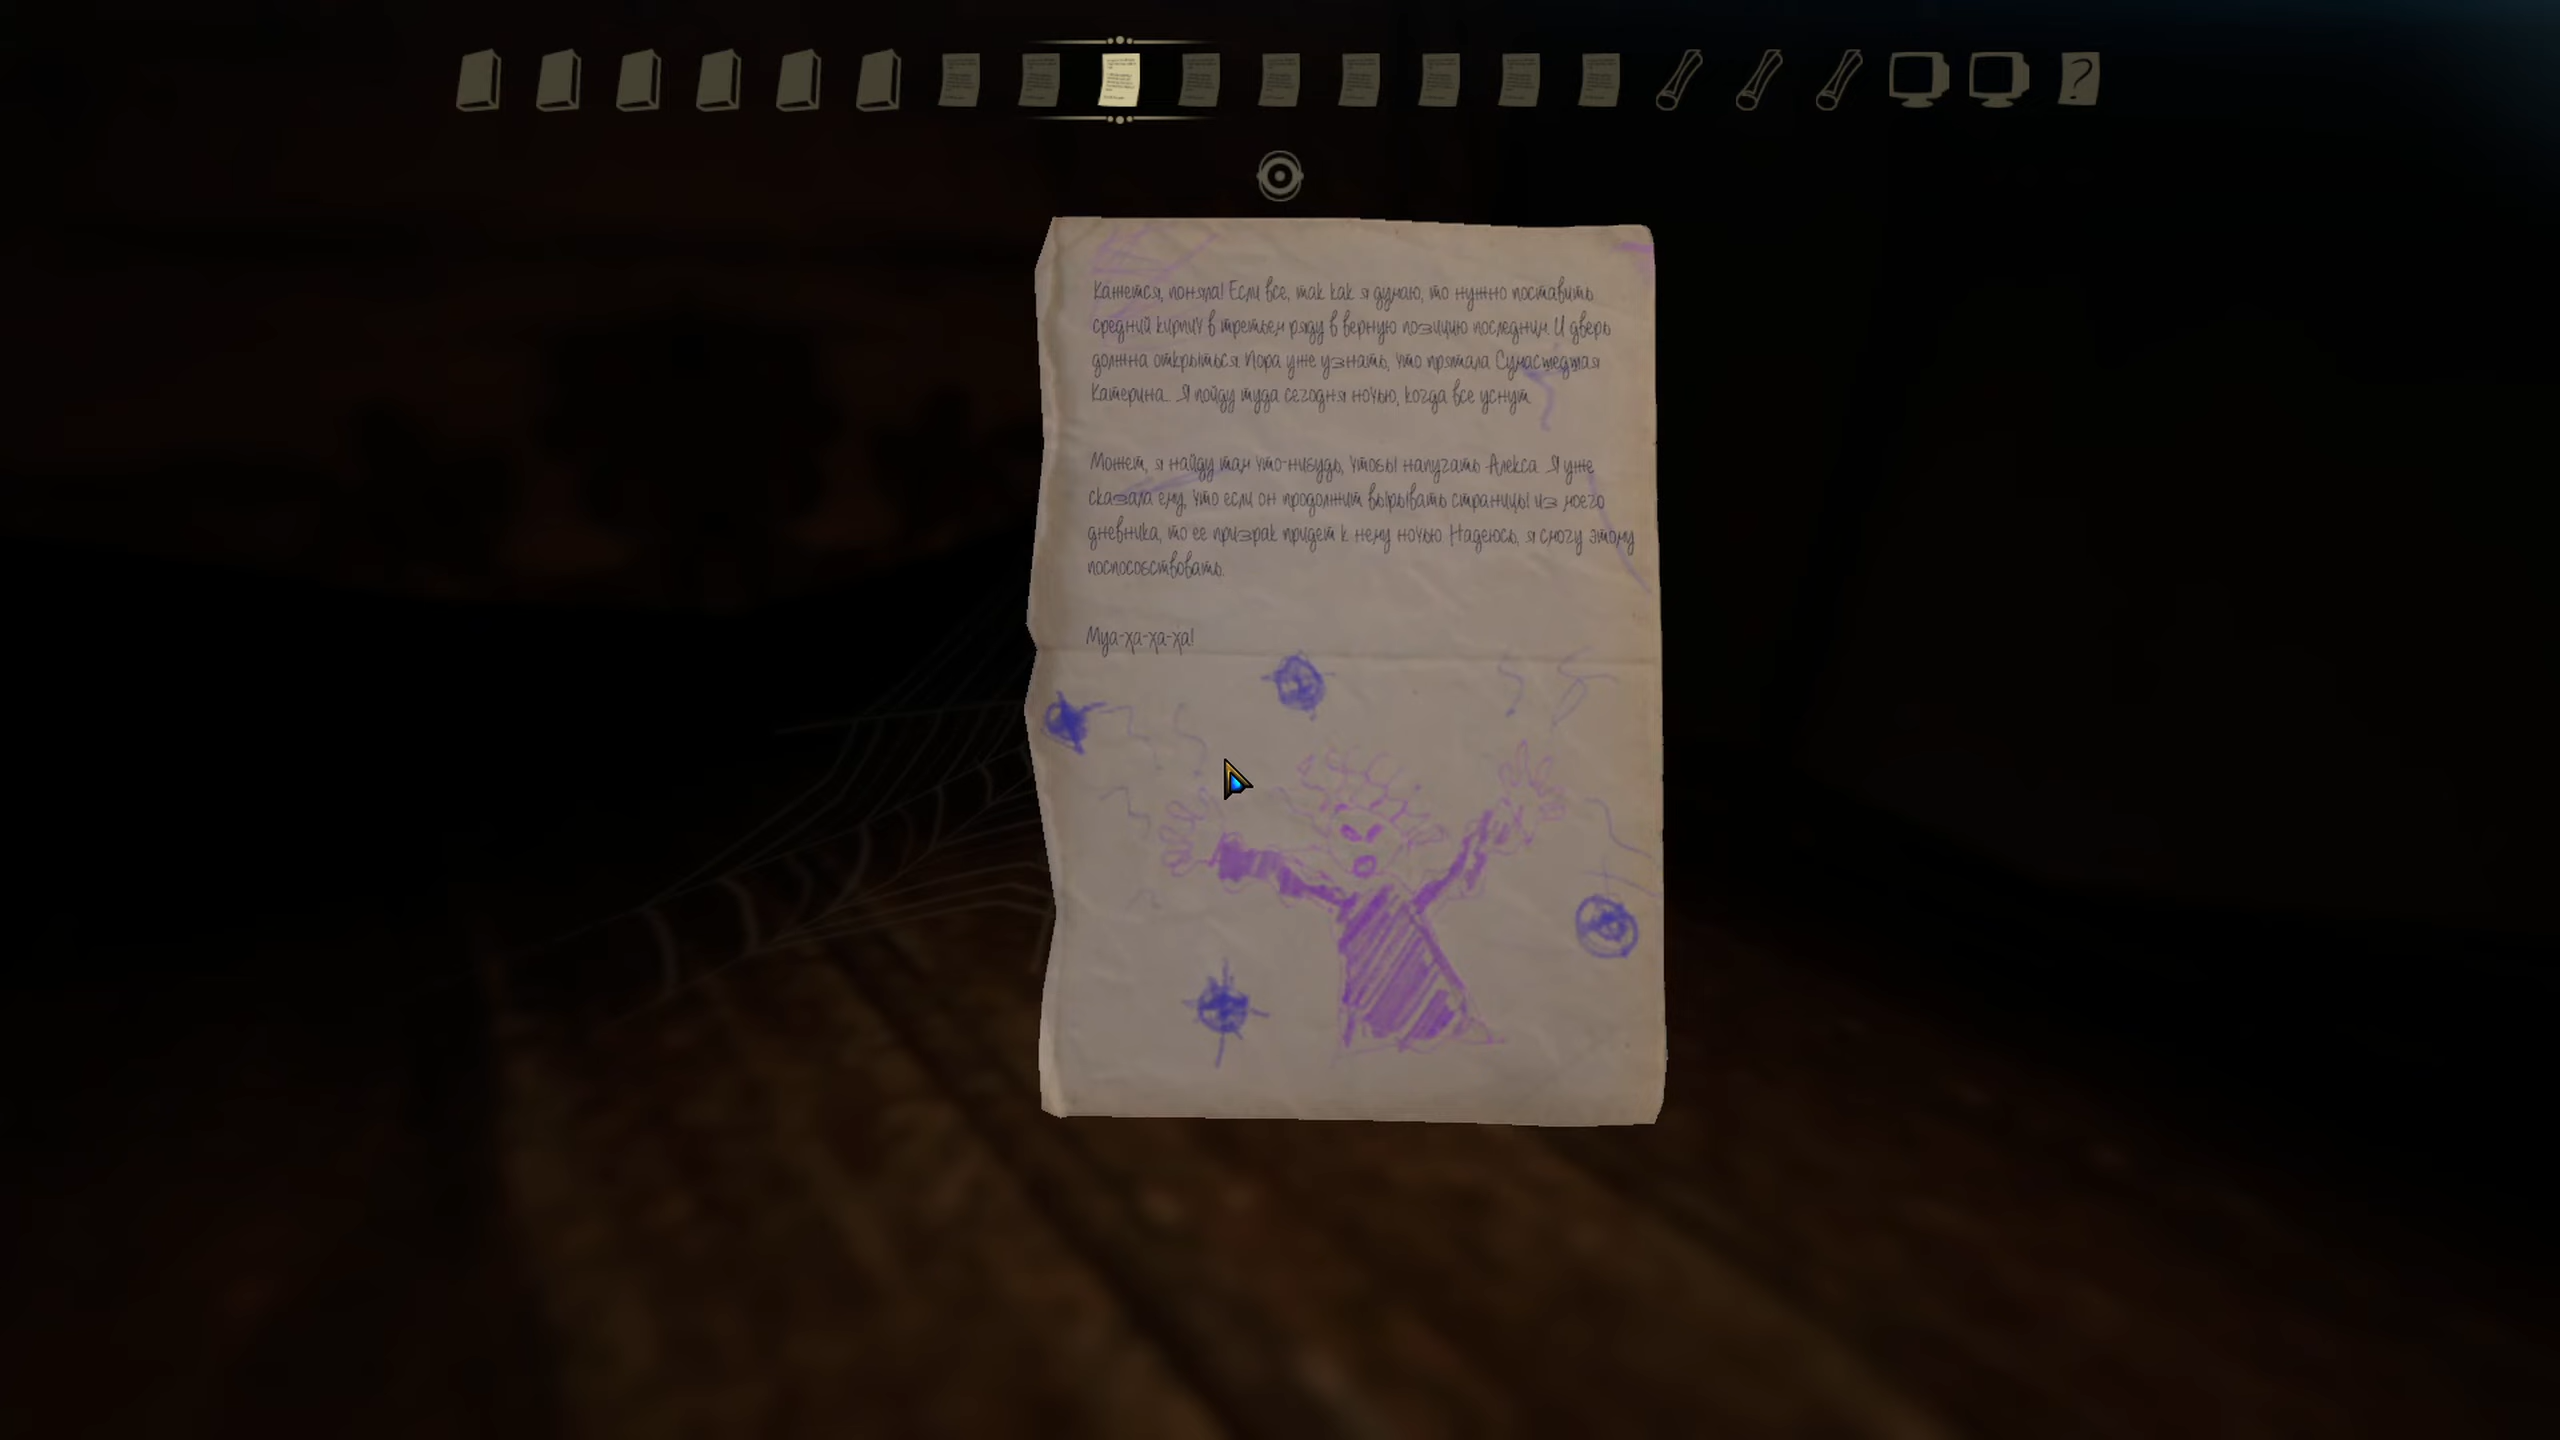 Кажется, поняла! Если все, так как я думаю, то нужно поставить
средний кирпич в третьем ряду в верную позицию последним. И дверь
должна открыться. Пора уже узнать, что прятала Сумасшедшая
Катерина... Я пойду туда сегодня ночью, когда все уснут.
Может, я найду там что-нибудь, чтобы напугать Алекса. Я уже
сказала ему, что если он продолжит вырывать страницы из моего
дневника, то ее призрак придет к нему ночью. Надеюсь, я смогу этому
поспособствовать.
Муа-ха-ха-ха!
?